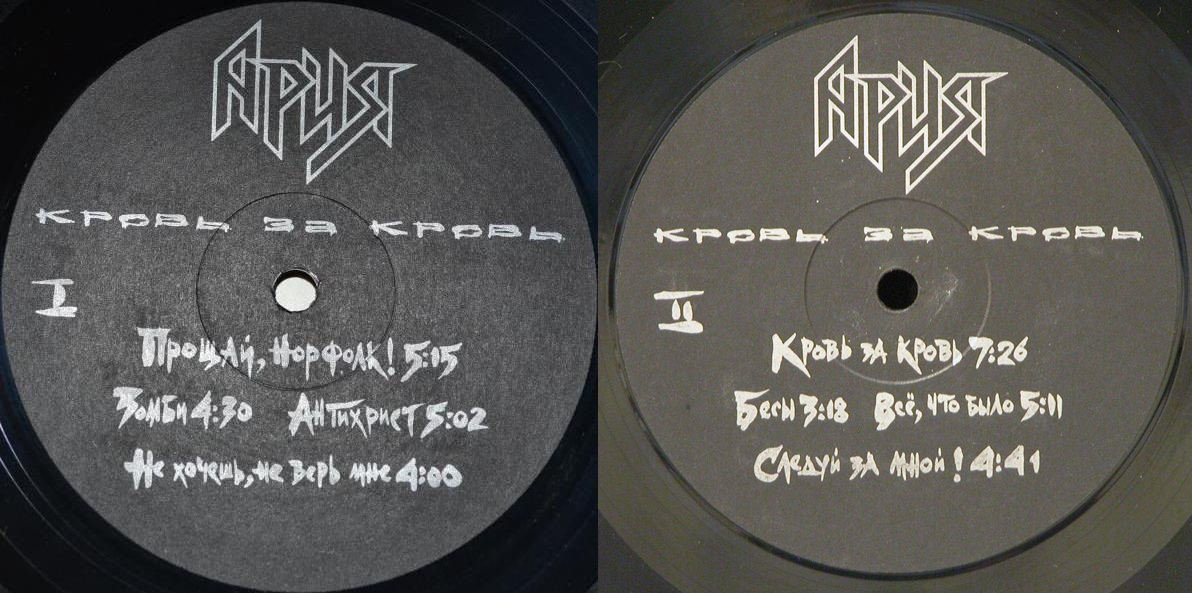 АРИЯ
КРОВЬ ЗА КРОВЬ
I
Прощай, Норфолк! 5:15
Зомби 4:30 Антихрист 5:02
Не хочешь, не верь мне 4:00
АРИЯ
КРОВЬ ЗА КРОВЬ
II
Кровь за кровь 7:26
Бесы 3:18 Всё, что было 5:11
Следуй за мной! 4:41